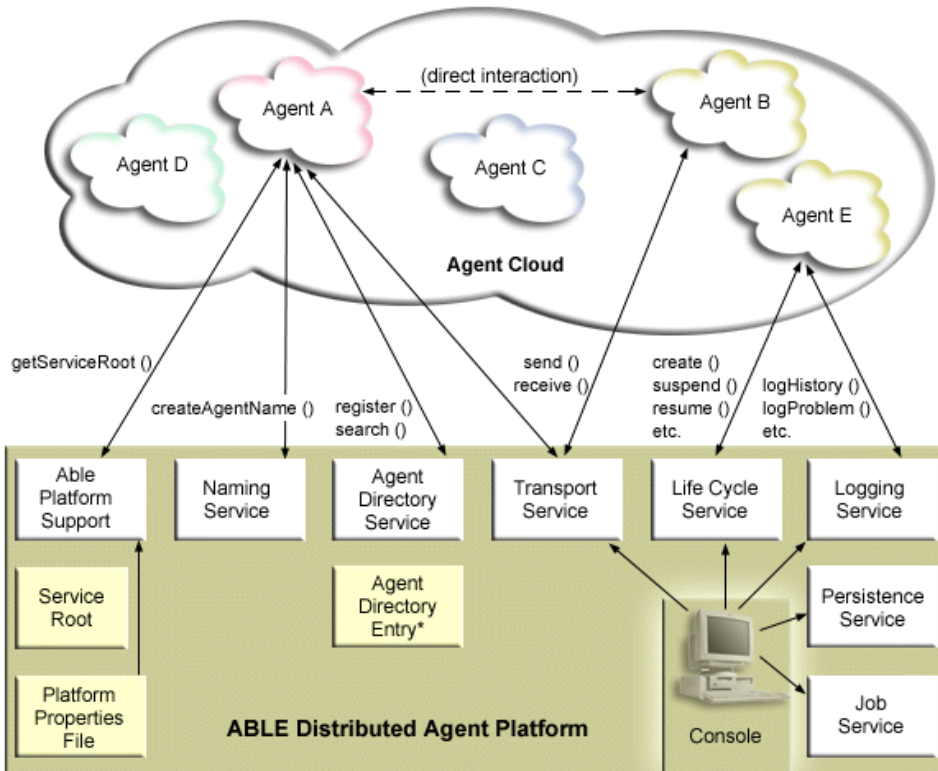 (direct interaction)
Agent A
Agent B
Agent D
Agent C
Agent E
Agent Cloud
getServiceRoot ()
createAgentName ()
register ()
search ()
send ()
receive ()
create ()
suspend ()
resume ()
etc.
logHistory ()
logProblem ()
etc.
Able
Platform
Support
Naming
Service
Agent
Directory
Service
Transport
Service
Life Cycle
Service
Logging
Service
Service
Root
Agent
Directory
Entry*
Persistence
Service
Platform
Properties
File
ABLE Distributed Agent Platform
Console
Job
Service